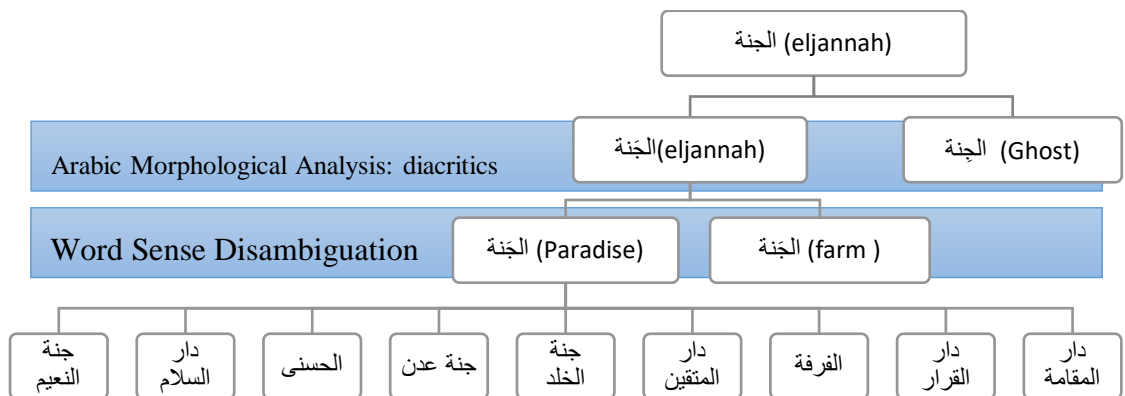 الجنة (eljannah)
Arabic Morphological Analysis: diacritics
الجَنة(eljannah)
الجِنة (Ghost)
Word Sense Disambiguation
الجَنة (Paradise)
الجَنة (farm )
جنة
النعيم
دار
السلام
الحسنى
جنة عدن
جنة
الخلد
دار
المتقين
الفرفة
دار
القرار
دار
المقامة